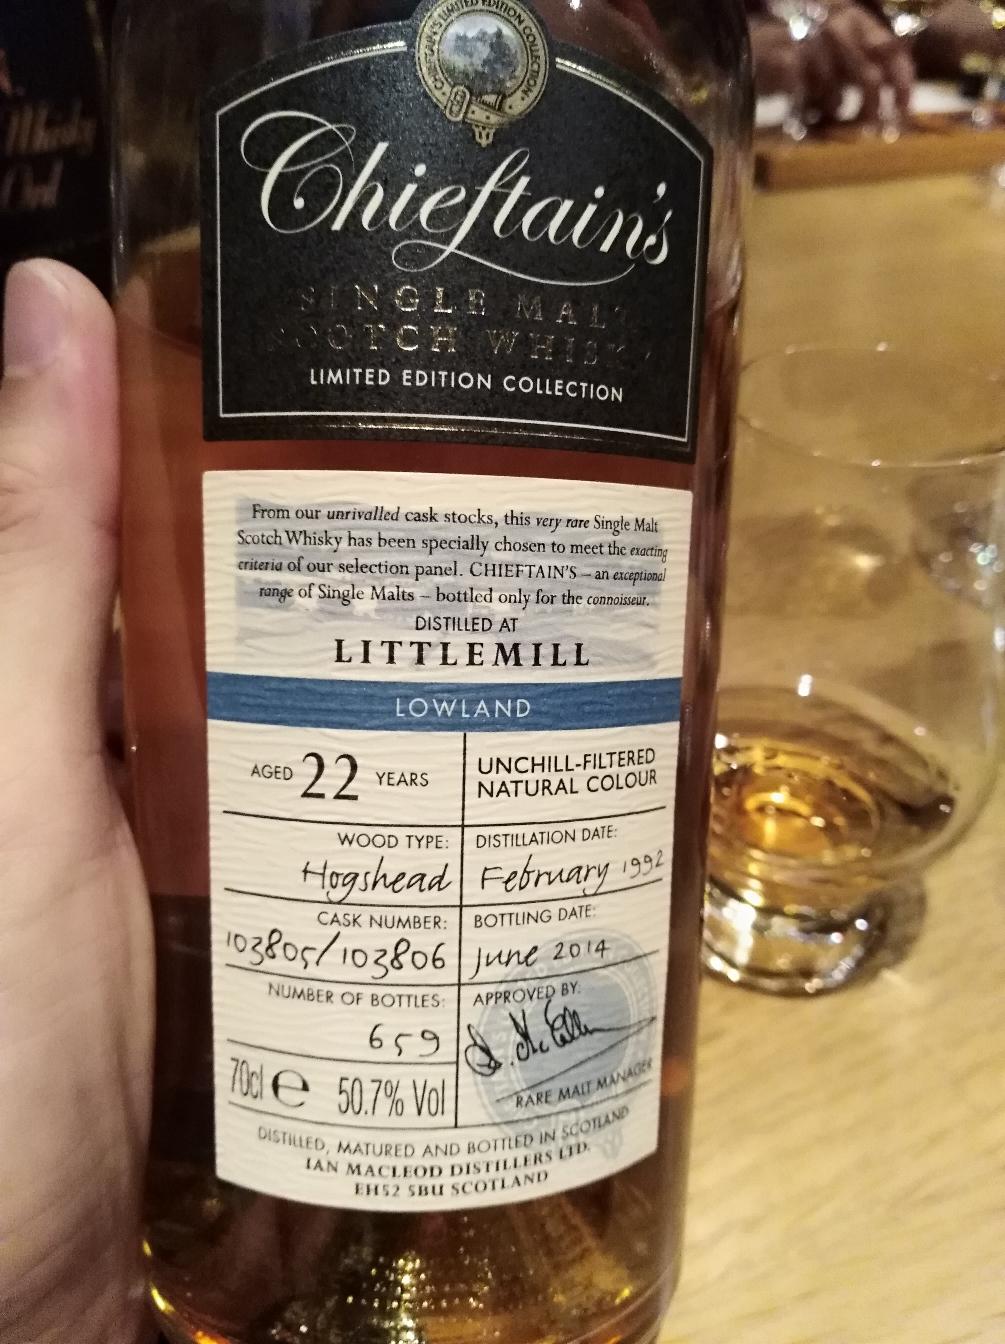 CHIEFTAIN'S LIMITED EDITION COLLECTION
Chieftain's
SINGLE MALT
SCOTCH WHISKY
LIMITED EDITION COLLECTION
From our unrivalled cask stocks, this very rare Single Malt
Scotch Whisky has been specially chosen to meet the exacting
criteria of our selection panel. CHIEFTAIN'S – an exceptional
range of Single Malts – bottled only for the connoisseur.
DISTILLED AT
LITTLEMILL
LOWLAND
AGED 22 YEARS
UNCHILL-FILTERED
NATURAL COLOUR
WOOD TYPE:
Hogshead
DISTILLATION DATE:
February 1992
CASK NUMBER:
103805/103806
BOTTLING DATE:
June 2014
NUMBER OF BOTTLES:
659
APPROVED BY:
RARE MALT MANAGER
70cl e 50.7% Vol
DISTILLED, MATURED AND BOTTLED IN SCOTLAND
IAN MACLEOD DISTILLERS LTD.
EH52 5BU SCOTLAND
Whisky